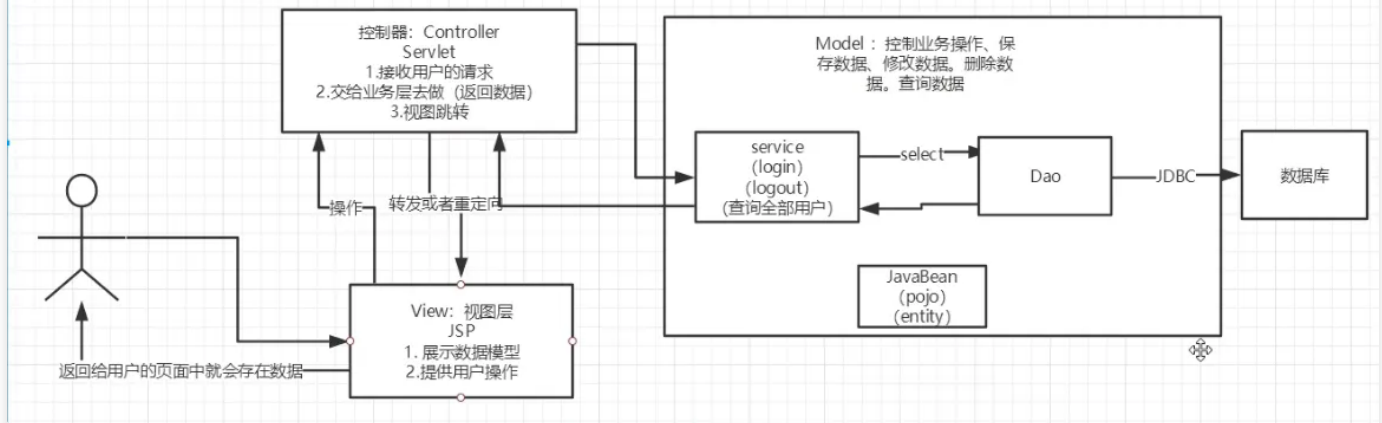 控制器：Controller
Servlet
1.接收用户的请求
2.交给业务层去做（返回数据）
3.视图跳转
Model ：控制业务操作、保
存数据、修改数据。删除数
据。查询数据
service
（login）
（logout）
（查询全部用户）
select
Dao
JDBC
数据库
操作
转发或者重定向
JavaBean
（pojo）
（entity）
View：视图层
JSP
1. 展示数据模型
2.提供用户操作
返回给用户的页面中就会存在数据